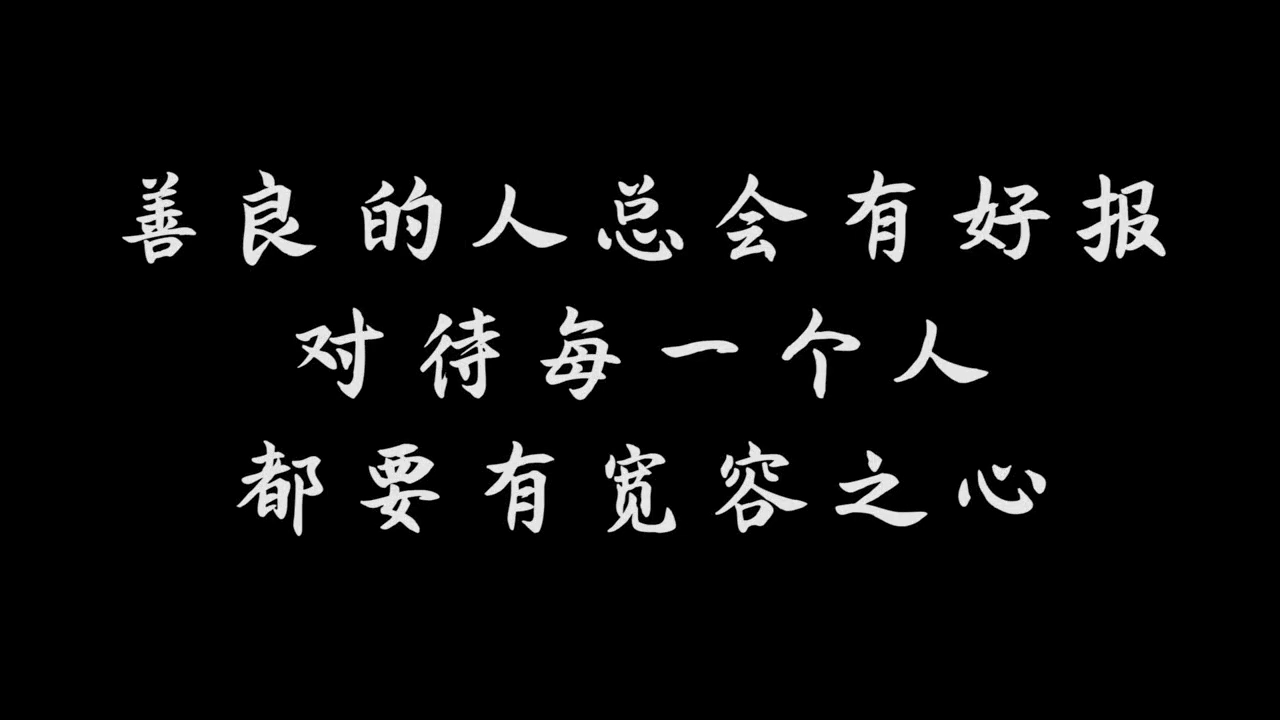 善良的人总会有好报
对待每一个人
都要有宽容之心